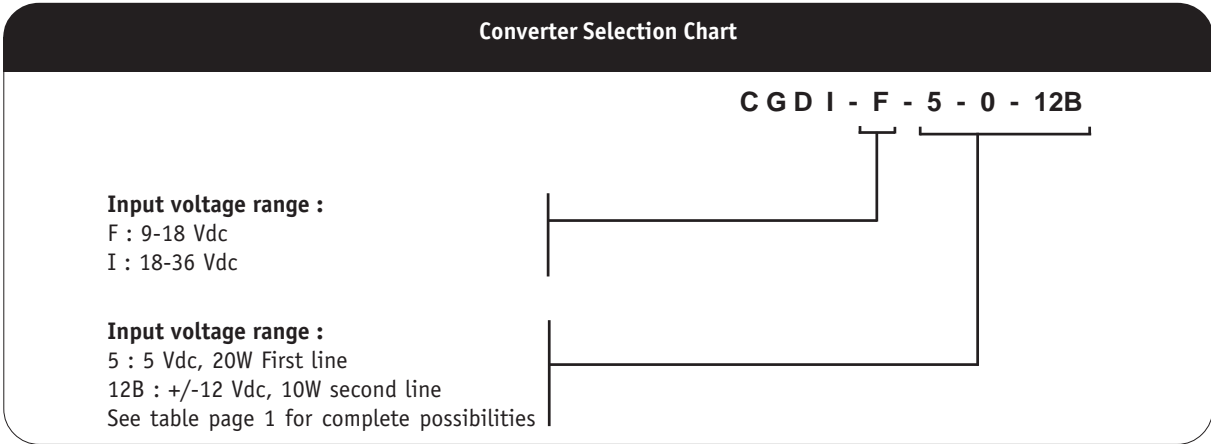 Converter Selection Chart
C G D I - F - 5 - 0 - 12B
Input voltage range :
F : 9-18 Vdc
I : 18-36 Vdc
Input voltage range :
5 : 5 Vdc, 20W First line
12B : +/-12 Vdc, 10W second line
See table page 1 for complete possibilities